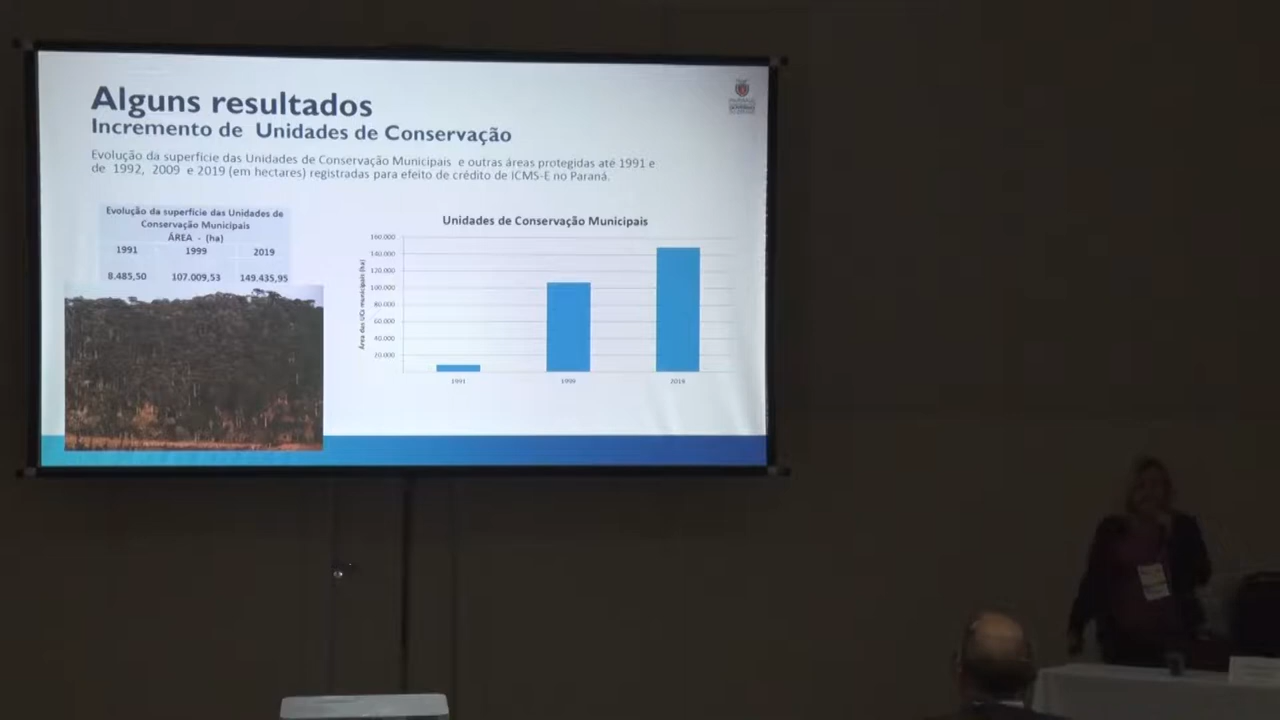 Alguns resultados
Incremento de Unidades de Conservação
Evolução da superfície das Unidades de Conservação Municipais e outras áreas protegidas até 1991 e
de 1992, 2009 e 2019 (em hectares) registradas para efeito de crédito de ICMS-E no Paraná.
Evolução da superfície das Unidades de
Conservação Municipais
ÁREA - (ha)
1991 1999 2019
8.485,50 107.009,53 149.435,95
Unidades de Conservação Municipais
Área das UCs municipais (ha)
160.000
140.000
120.000
100.000
80.000
60.000
40.000
20.000
1991 1999 2019